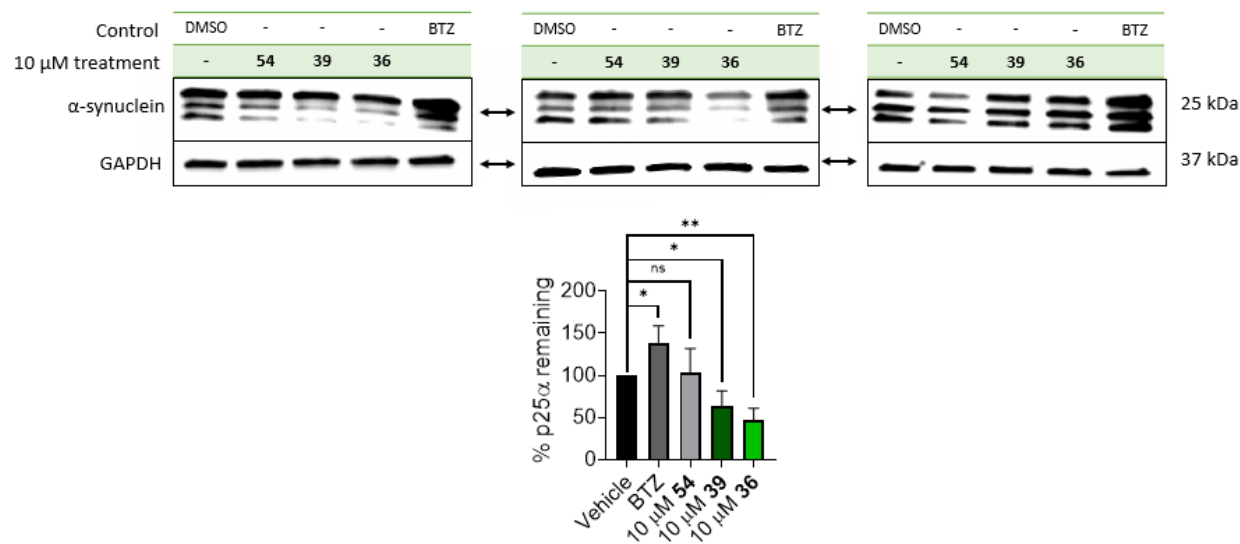 Control DMSO - - - BTZ DMSO - - - BTZ DMSO - - - BTZ
10 μM treatment - 54 39 36 - 54 39 36 - 54 39 36
α-synuclein 25 kDa
GAPDH 37 kDa
**
*
ns
*
% p25α remaining
200
150
100
50
0
Vehicle
BTZ
10 μM 54
10 μM 39
10 μM 36